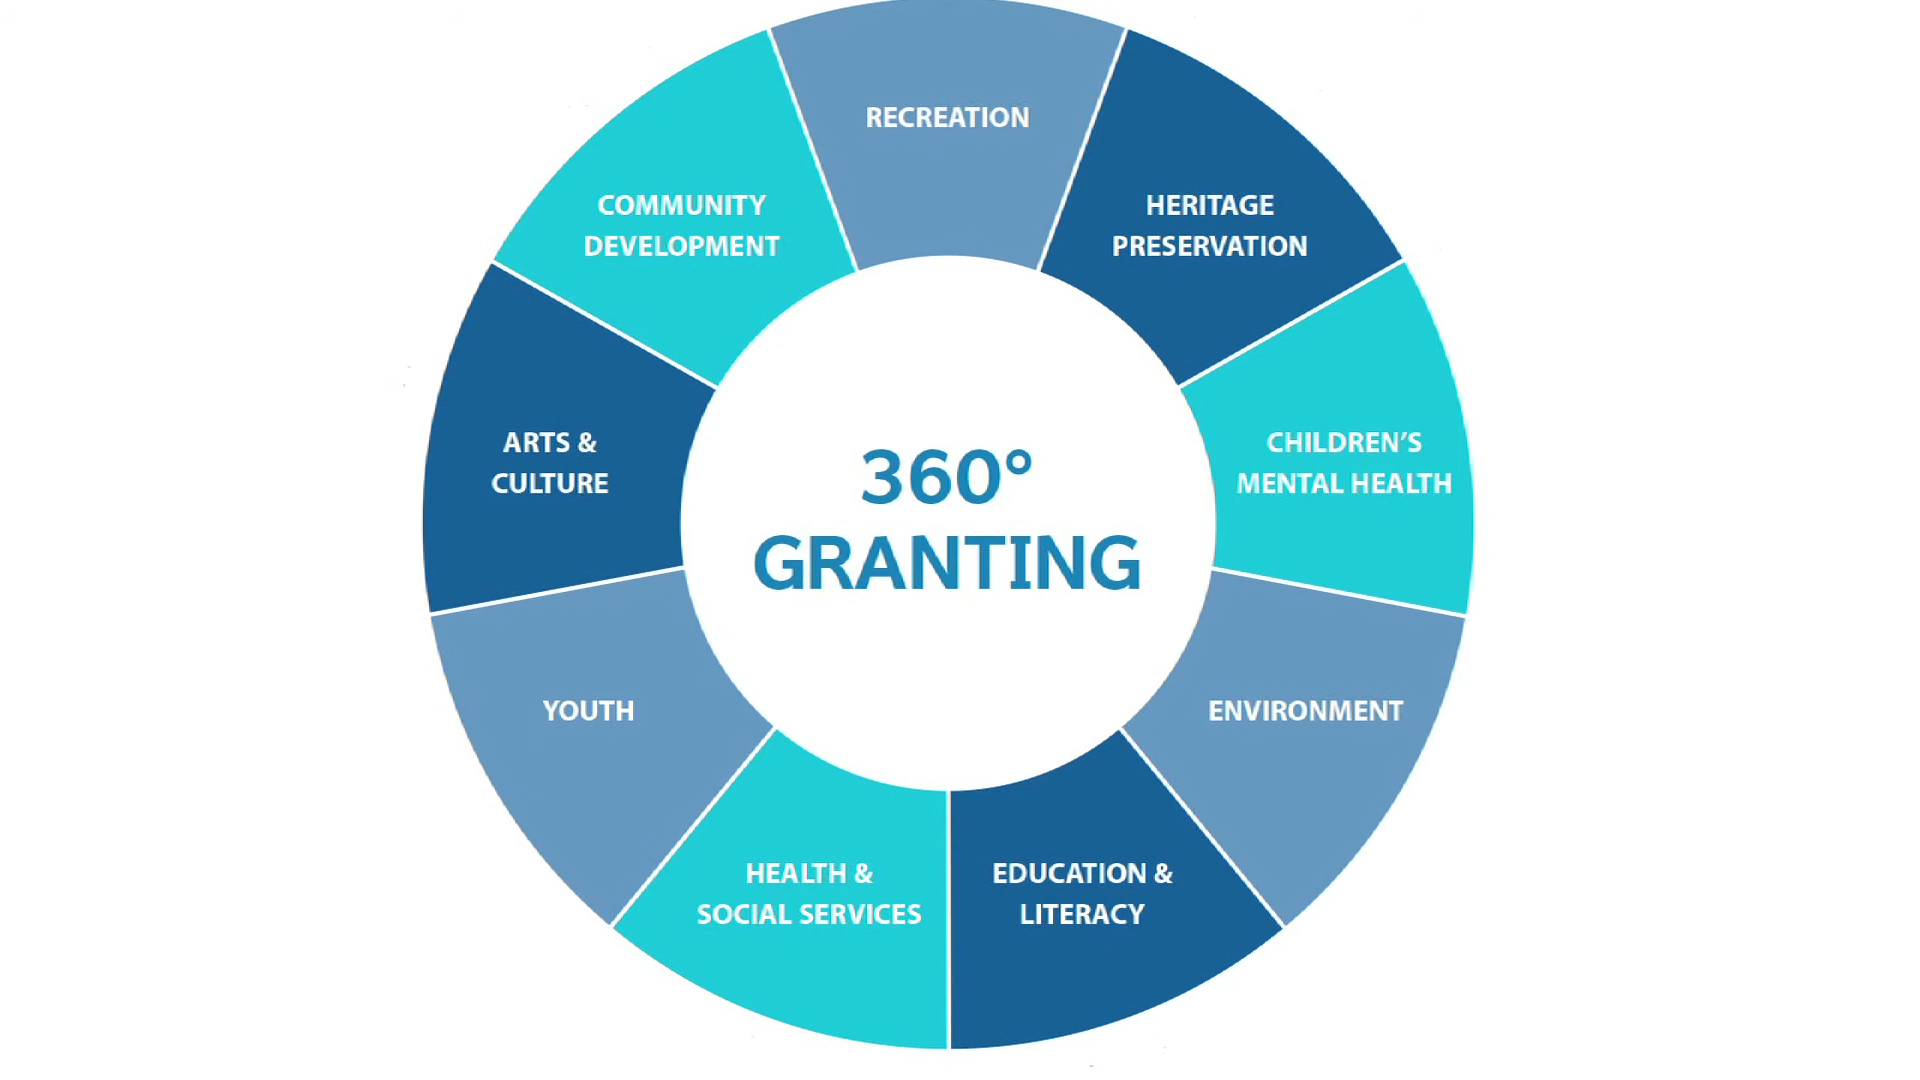 RECREATION
HERITAGE
PRESERVATION
CHILDREN’S
MENTAL HEALTH
ENVIRONMENT
EDUCATION &
LITERACY
HEALTH &
SOCIAL SERVICES
YOUTH
ARTS &
CULTURE
COMMUNITY
DEVELOPMENT
360°
GRANTING